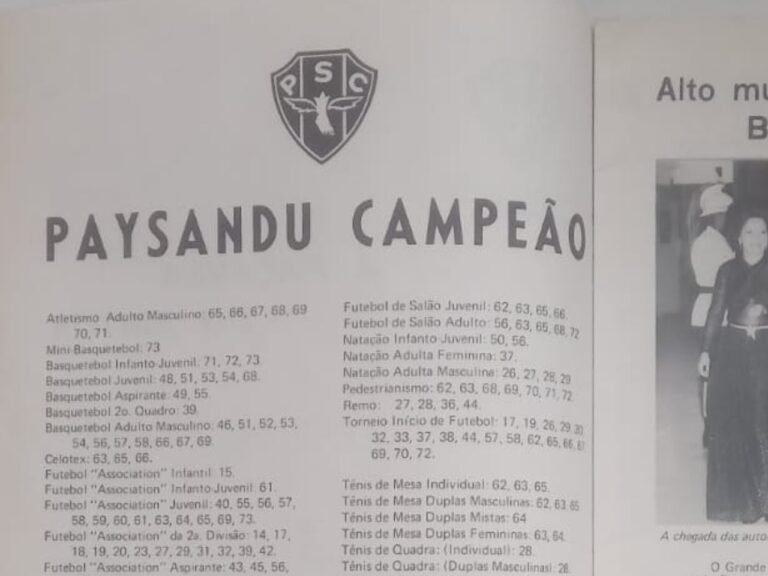 PSC
PAYSANDU CAMPEÃO
Atletismo Adulto Masculino: 65, 66, 67, 68, 69
70, 71.
Mini-Basquetebol: 73
Basquetebol Infanto-Juvenil: 71, 72, 73.
Basquetebol Juvenil: 48, 51, 53, 54, 68.
Basquetebol Aspirante: 49, 55.
Basquetebol 2o. Quadro: 39.
Basquetebol Adulto Masculino: 46, 51, 52, 53,
54, 56, 57, 58, 66, 67, 69.
Celotex: 63, 65, 66.
Futebol "Association" Infantil: 15.
Futebol "Association" Infanto-Juvenil: 61.
Futebol "Association" Juvenil: 40, 55, 56, 57,
58, 59, 60, 61, 63, 64, 65, 69, 73.
Futebol "Association" da 2a. Divisão: 14, 17,
18, 19, 20, 23, 27, 29, 31, 32, 39, 42.
Futebol "Association" Aspirante: 43, 45, 56,
Futebol de Salão Juvenil: 62, 63, 65, 66.
Futebol de Salão Adulto: 56, 63, 65, 68, 72
Natação Infanto Juvenil: 50, 56.
Natação Adulta Feminina: 37.
Natação Adulta Masculina: 26, 27, 28, 29
Pedestrianismo: 62, 63, 68, 69, 70, 71, 72.
Remo: 27, 28, 36, 44.
Torneio Início de Futebol: 17, 19, 26, 29, 30
32, 33, 37, 38, 44, 57, 58, 62, 65, 66, 67
69, 70, 72.
Tênis de Mesa Individual: 62, 63, 65.
Tênis de Mesa Duplas Masculinas: 62, 63 65
Tênis de Mesa Duplas Mistas: 64
Tênis de Mesa Duplas Femininas: 63, 64.
Tênis de Quadra: (Individual): 28.
Tênis de Quadra: (Duplas Masculinas): 28.
Alto mu
B
A chegada das auto
O Grande